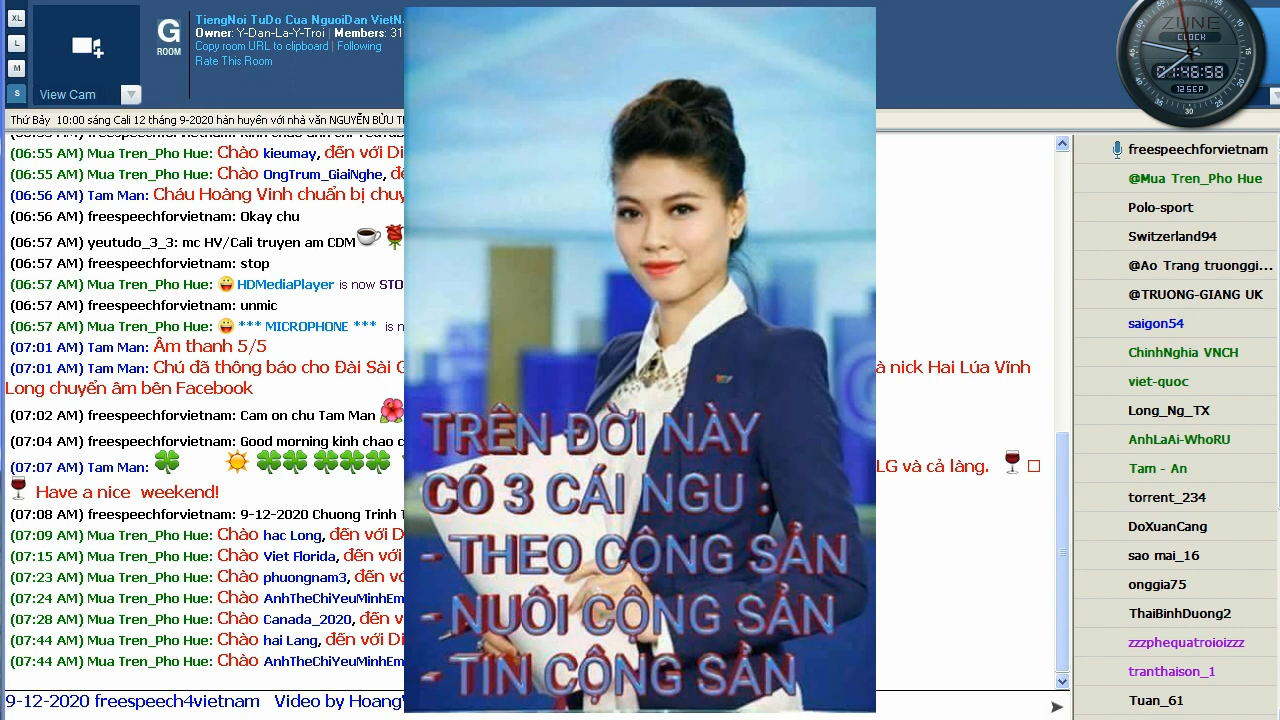 XL
L
M
S
View Cam
G
ROOM
TiengNoi TuDo Cua NguoiDan VietN
Owner: Y-Dan-La-Y-Troi | Members: 31
Copy room URL to clipboard | Following
Rate This Room
ZUNE
CLOCK
01:48:58
12 SEP
Thứ Bảy 10:00 sáng Cali 12 tháng 9-2020 hàn huyên với nhà văn NGUYỄN BỬU T
(06:55 AM) Mua Tren_Pho Hue: Chào kieumay, đến với Di
(06:55 AM) Mua Tren_Pho Hue: Chào OngTrum_GiaiNghe, đế
(06:56 AM) Tam Man: Cháu Hoàng Vinh chuẩn bị chuy
(06:56 AM) freespeechforvietnam: Okay chu
(06:57 AM) yeutudo_3_3: mc HV/Cali truyen am CDM
(06:57 AM) freespeechforvietnam: stop
(06:57 AM) Mua Tren_Pho Hue: HDMediaPlayer is now STO
(06:57 AM) freespeechforvietnam: unmic
(06:57 AM) Mua Tren_Pho Hue: *** MICROPHONE *** is n
(07:01 AM) Tam Man: Âm thanh 5/5
(07:01 AM) Tam Man: Chú đã thông báo cho Đài Sài G à nick Hai Lúa Vĩnh
Long chuyển âm bên Facebook
(07:02 AM) freespeechforvietnam: Cam on chu Tam Man
(07:04 AM) freespeechforvietnam: Good morning kinh chao c
(07:07 AM) Tam Man: LG và cả làng.
Have a nice weekend!
(07:08 AM) freespeechforvietnam: 9-12-2020 Chuong Trinh T
(07:09 AM) Mua Tren_Pho Hue: Chào hac Long, đến với D
(07:15 AM) Mua Tren_Pho Hue: Chào Viet Florida, đến với
(07:23 AM) Mua Tren_Pho Hue: Chào phuongnam3, đến vớ
(07:24 AM) Mua Tren_Pho Hue: Chào AnhTheChiYeuMinhEm
(07:28 AM) Mua Tren_Pho Hue: Chào Canada_2020, đến v
(07:44 AM) Mua Tren_Pho Hue: Chào hai Lang, đến với Di
(07:44 AM) Mua Tren_Pho Hue: Chào AnhTheChiYeuMinhEm
9-12-2020 freespeech4vietnam Video by Hoang
TRÊN ĐỜI NÀY
CÓ 3 CÁI NGU :
- THEO CỘNG SẢN
- NUÔI CỘNG SẢN
- TIN CỘNG SẢN
freespeechforvietnam
@Mua Tren_Pho Hue
Polo-sport
Switzerland94
@Ao Trang truonggi...
@TRUONG-GIANG UK
saigon54
ChinhNghia VNCH
viet-quoc
Long_Ng_TX
AnhLaAi-WhoRU
Tam - An
torrent_234
DoXuanCang
sao mai_16
onggia75
ThaiBinhDuong2
zzzphequatroioizzz
tranthaison_1
Tuan_61